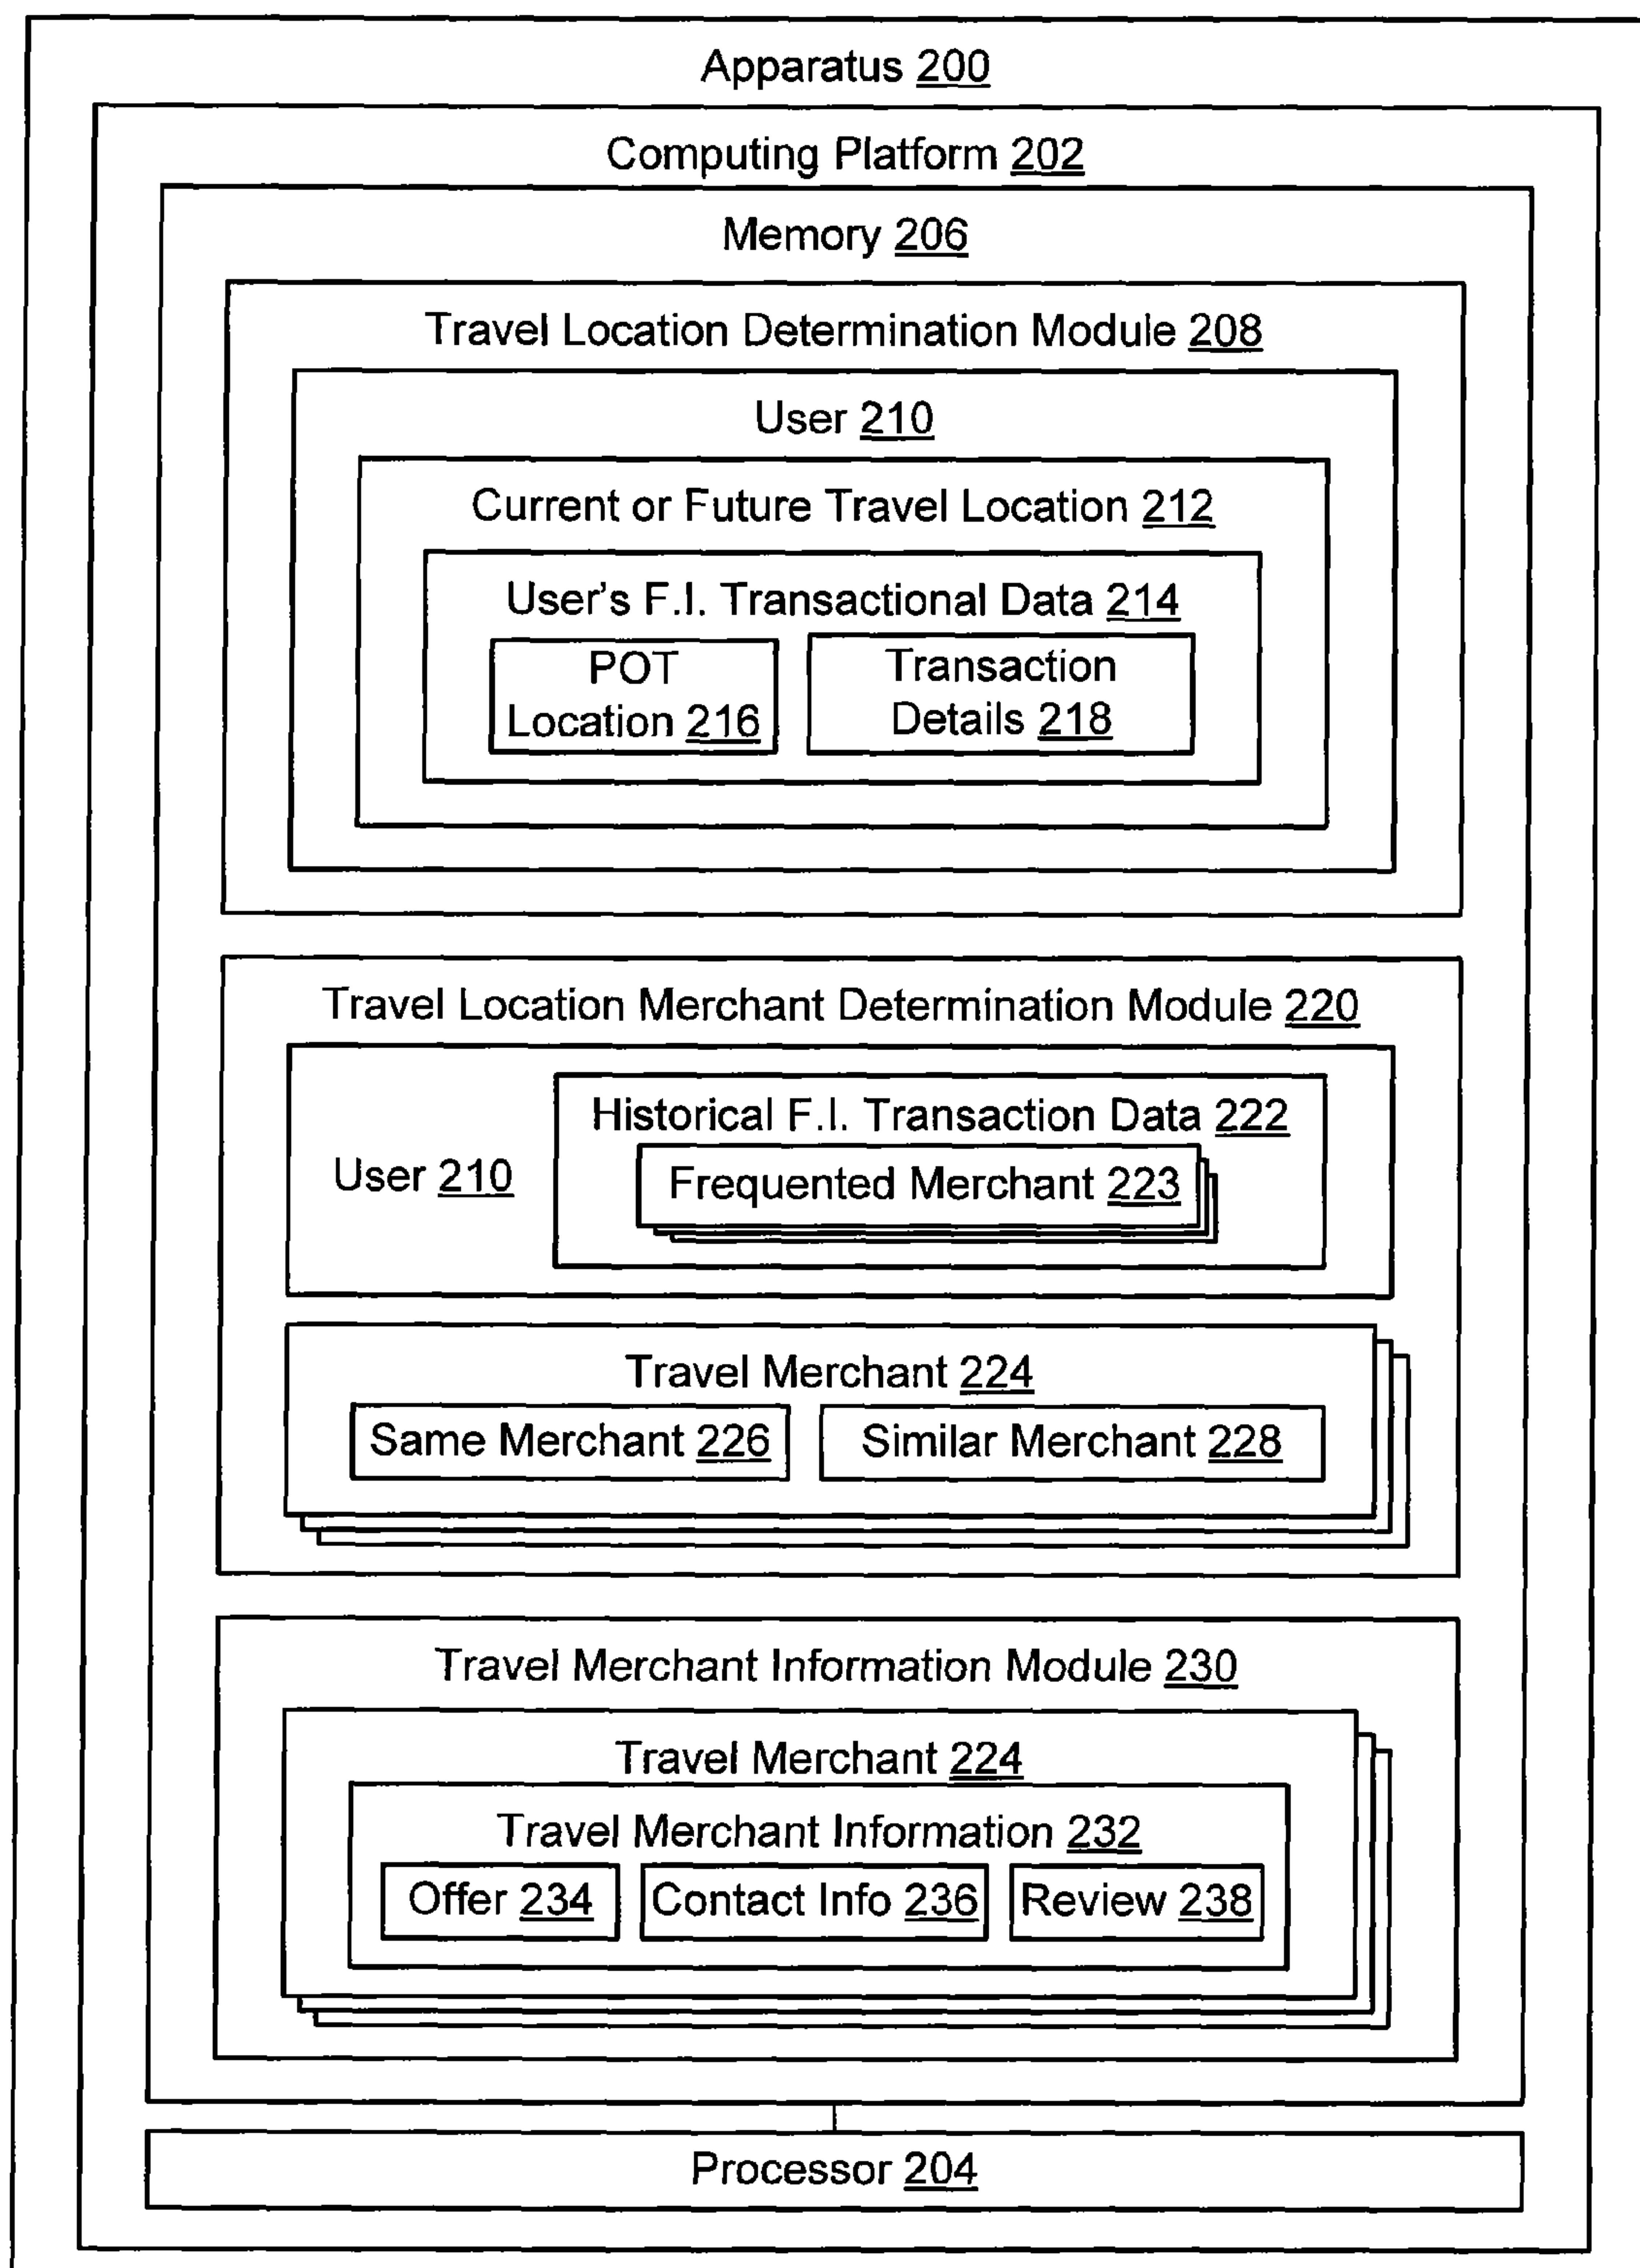 Apparatus 200
Computing Platform 202
Memory 206
Travel Location Determination Module 208
User 210
Current or Future Travel Location 212
User's F.I. Transactional Data 214
POT
Location 216
Transaction
Details 218
Travel Location Merchant Determination Module 220
User 210
Historical F.I. Transaction Data 222
Frequented Merchant 223
Travel Merchant 224
Same Merchant 226
Similar Merchant 228
Travel Merchant Information Module 230
Travel Merchant 224
Travel Merchant Information 232
Offer 234
Contact Info 236
Review 238
Processor 204